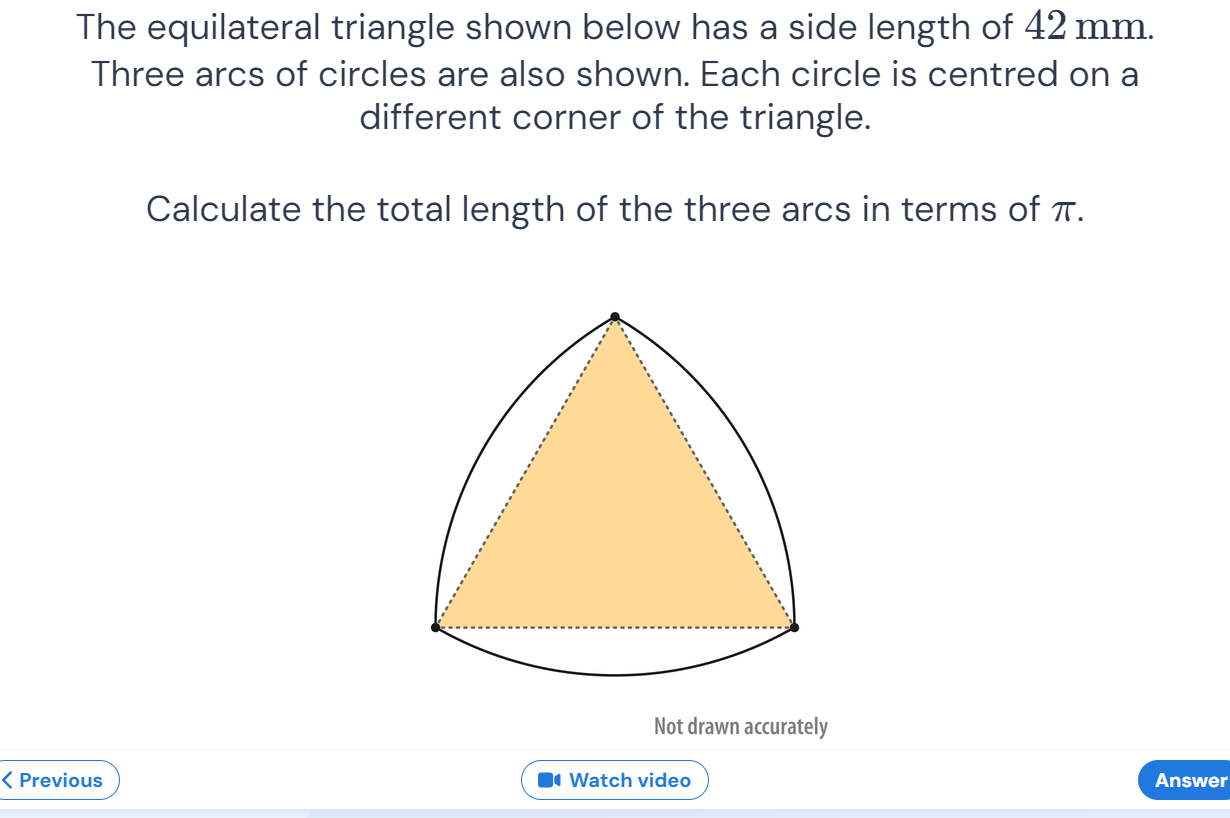 The equilateral triangle shown below has a side length of 42 mm.
Three arcs of circles are also shown. Each circle is centred on a
different corner of the triangle.
Calculate the total length of the three arcs in terms of π.
Not drawn accurately
Previous
Watch video
Answer